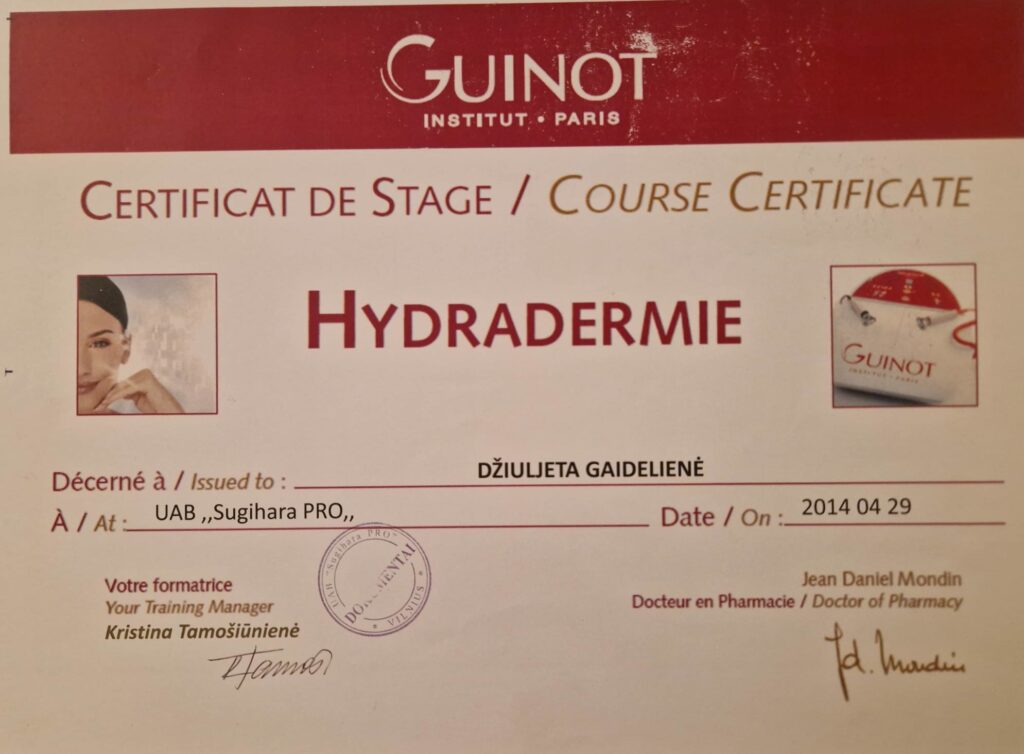 GUINOT
INSTITUT • PARIS
CERTIFICAT DE STAGE / COURSE CERTIFICATE
HYDRADERMIE
GUINOT
INSTITUT • PARIS
Décerné à / Issued to : DŽIULJETA GAIDELIENĖ
À / At : UAB ,,Sugihara PRO,, Date / On : 2014 04 29
UAB "Sugihara PRO"
DOKUMENTAI
Votre formatrice
Your Training Manager
Kristina Tamošiūnienė
Jean Daniel Mondin
Docteur en Pharmacie / Doctor of Pharmacy
Jd. Mondin